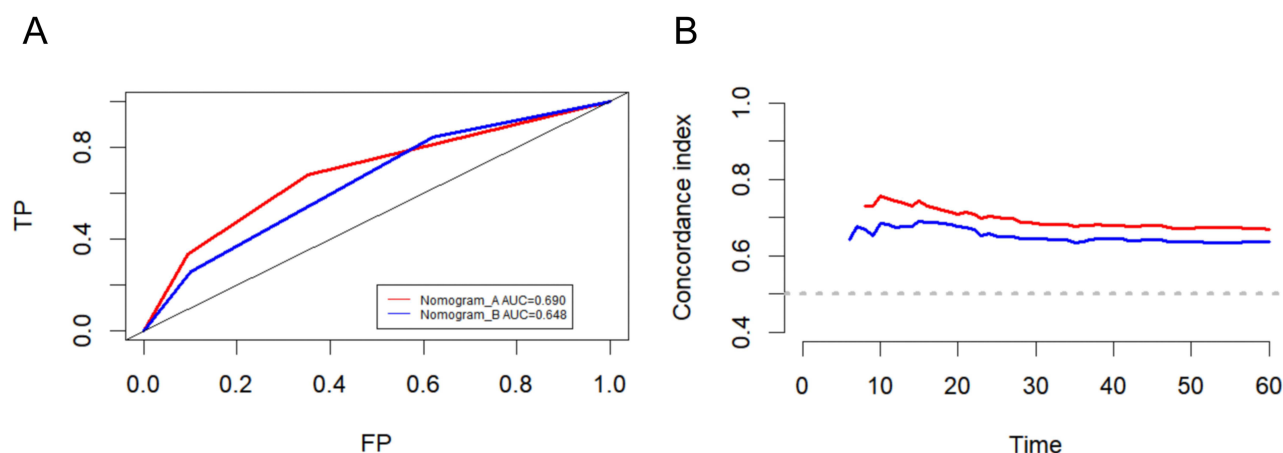 A
TP
0.8
0.4
0.0
Nomogram_A AUC=0.690
Nomogram_B AUC=0.648
0.0 0.2 0.4 0.6 0.8 1.0
FP
B
Concordance index
1.0
0.8
0.6
0.4
0 10 20 30 40 50 60
Time